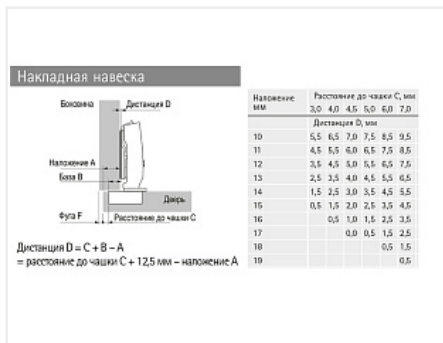 Накладная навеска
Боковина
Дистанция D
Наложение A
База B
Дверь
Фуга F
Расстояние до чашки C
Дистанция D = C + B – A
= расстояние до чашки C + 12,5 мм – наложение A
Наложение мм
Расстояние до чашки C, мм
3,0 4,0 4,5 5,0 6,0 7,0
Дистанция D, мм
10 5,5 6,5 7,0 7,5 8,5 9,5
11 4,5 5,5 6,0 6,5 7,5 8,5
12 3,5 4,5 5,0 5,5 6,5 7,5
13 2,5 3,5 4,0 4,5 5,5 6,5
14 1,5 2,5 3,0 3,5 4,5 5,5
15 0,5 1,5 2,0 2,5 3,5 4,5
16 0,5 1,0 1,5 2,5 3,5
17 0,0 0,5 1,5 2,5
18 0,5 1,5
19 0,5